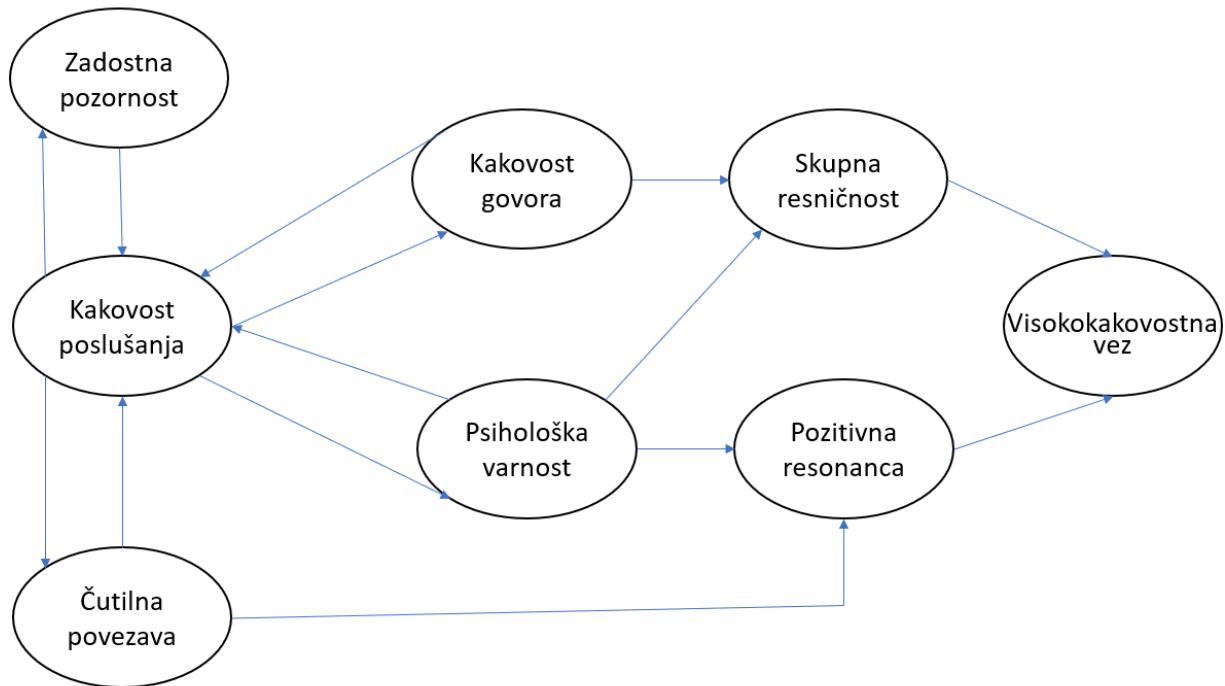 Zadostna
pozornost
Kakovost
govora
Skupna
resničnost
Kakovost
poslušanja
Visokokakovostna
vez
Psihološka
varnost
Pozitivna
resonanca
Čutilna
povezava